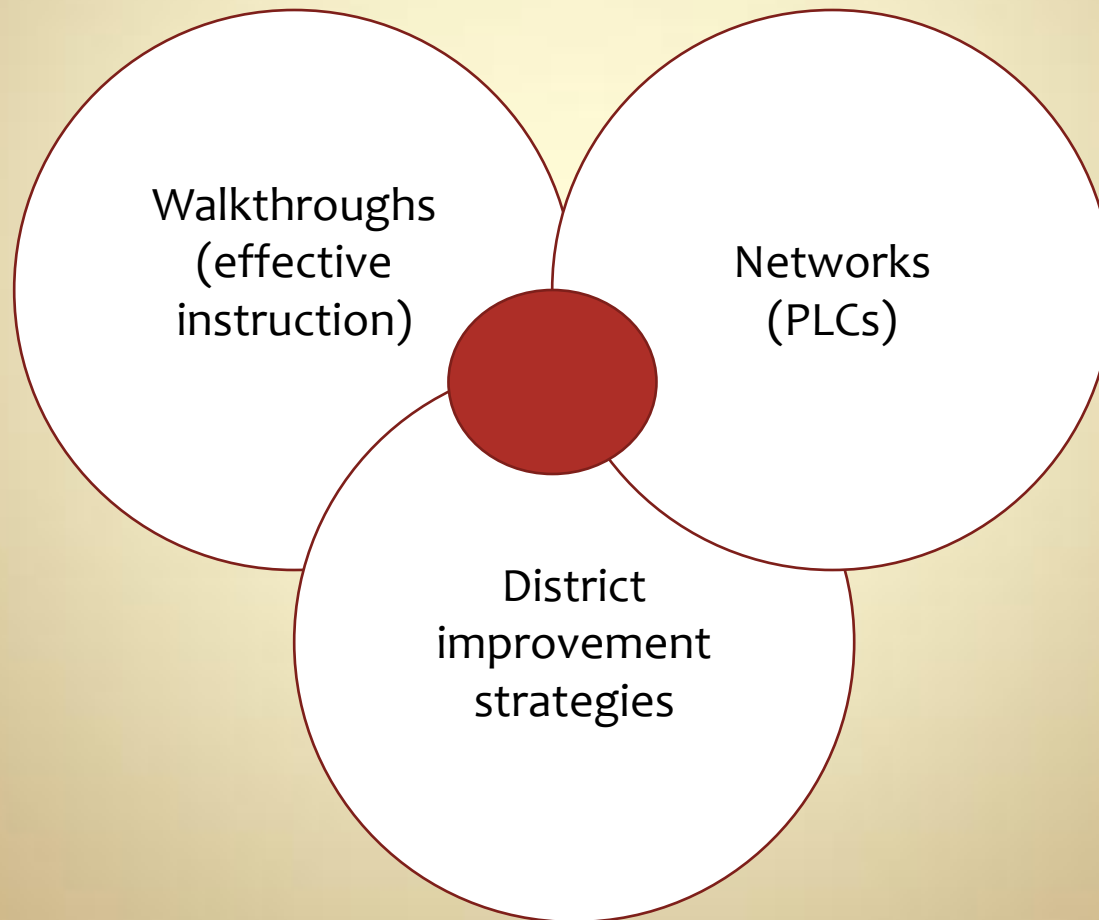 Walkthroughs
(effective
instruction)
Networks
(PLCs)
District
improvement
strategies